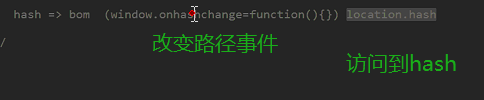 hash => bom (window.onhashchange=function(){}) location.hash
改变路径事件
/
访问到hash